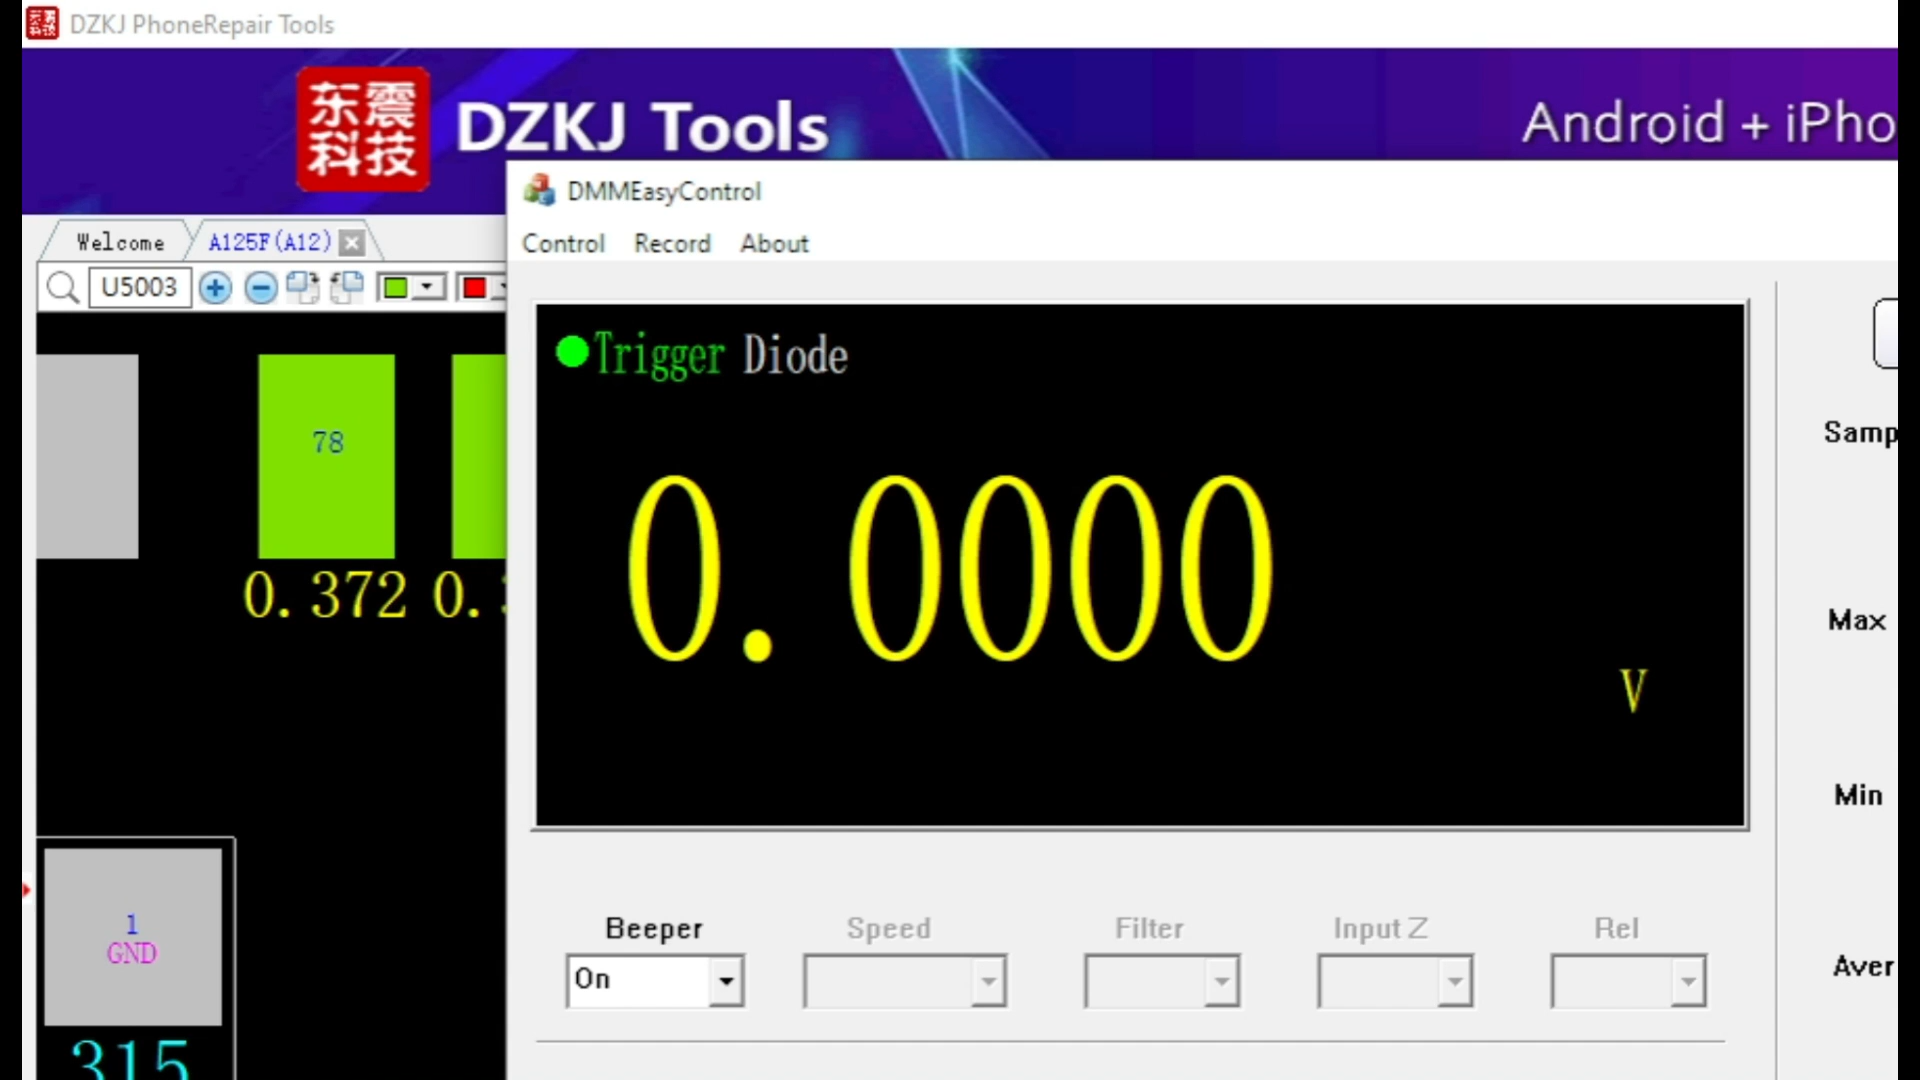 DZKJ PhoneRepair Tools
东震
科技
DZKJ Tools
Android + iPho
DMMEasyControl
Welcome
A125F(A12)
Control Record About
U5003
Trigger Diode
78
0.372 0.
0.0000
V
Samp
Max
Min
Aver
1
GND
315
Beeper Speed Filter Input Z Rel
On